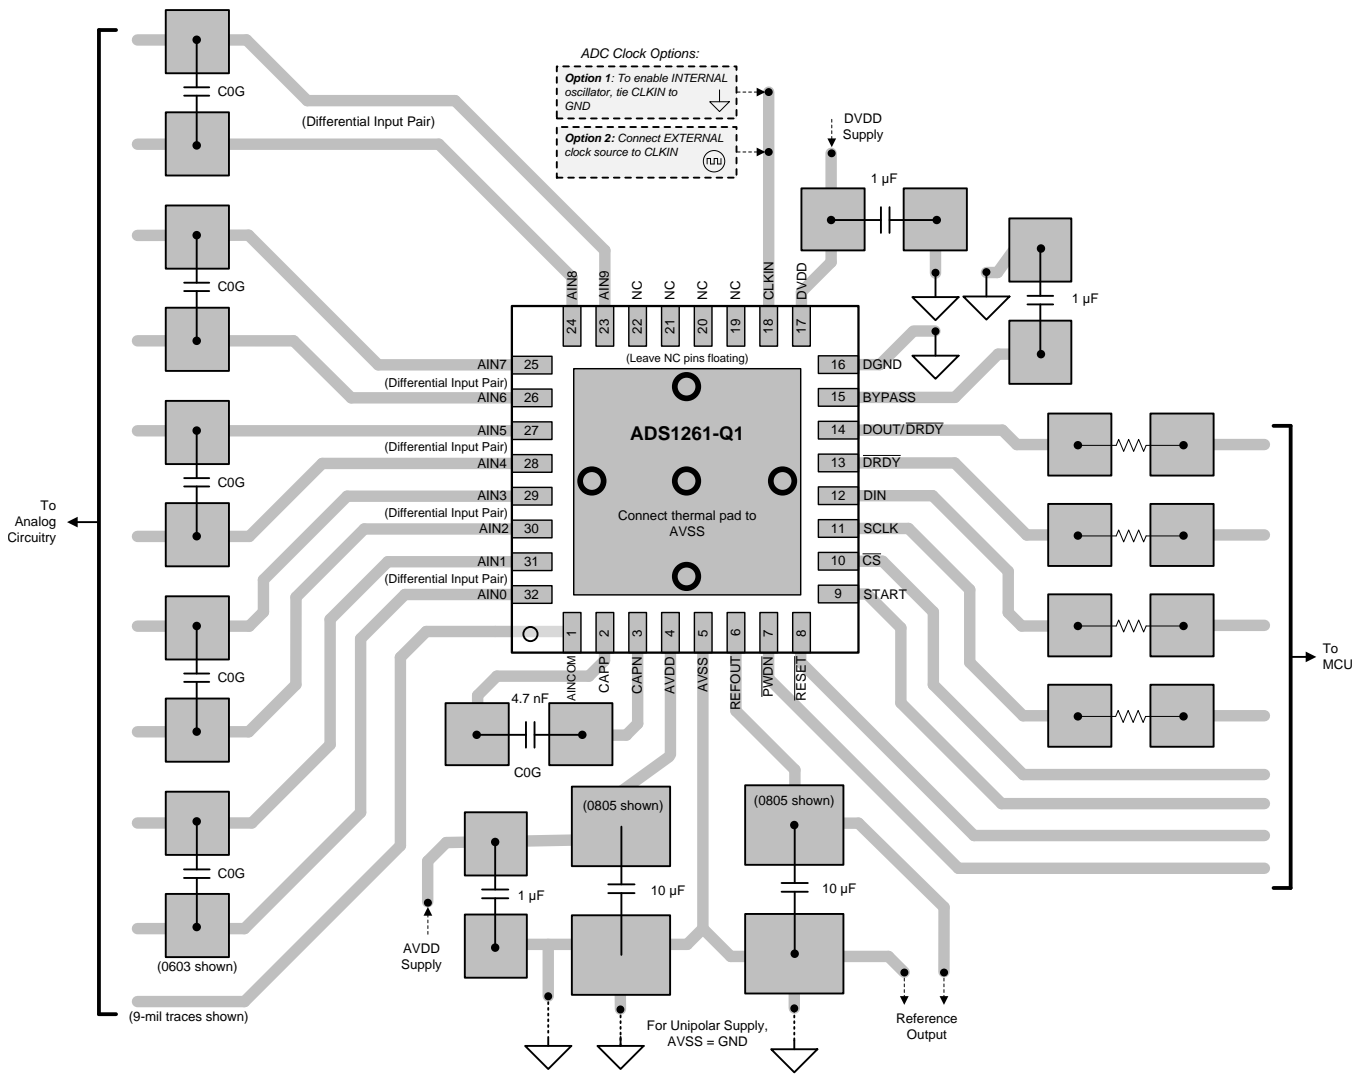 ADC Clock Options:
Option 1: To enable INTERNAL
oscillator, tie CLKIN to
GND
Option 2: Connect EXTERNAL
clock source to CLKIN
DVDD
Supply
1 µF
1 µF
C0G
(Differential Input Pair)
C0G
C0G
C0G
C0G
(0603 shown)
(9-mil traces shown)
To
Analog
Circuitry
AIN8
AIN9
NC
NC
NC
NC
CLKIN
DVDD
24
23
22
21
20
19
18
17
(Leave NC pins floating)
AIN7
25
(Differential Input Pair)
AIN6
26
AIN5
27
(Differential Input Pair)
AIN4
28
AIN3
29
(Differential Input Pair)
AIN2
30
AIN1
31
(Differential Input Pair)
AIN0
32
ADS1261-Q1
Connect thermal pad to
AVSS
16
DGND
15
BYPASS
14
DOUT/DRDY
13
DRDY
12
DIN
11
SCLK
10
CS
9
START
1
2
3
4
5
6
7
8
AINCOM
CAPP
CAPN
AVDD
AVSS
REFOUT
PWDN
RESET
To
MCU
4.7 nF
C0G
(0805 shown)
(0805 shown)
1 µF
10 µF
10 µF
AVDD
Supply
For Unipolar Supply,
AVSS = GND
Reference
Output